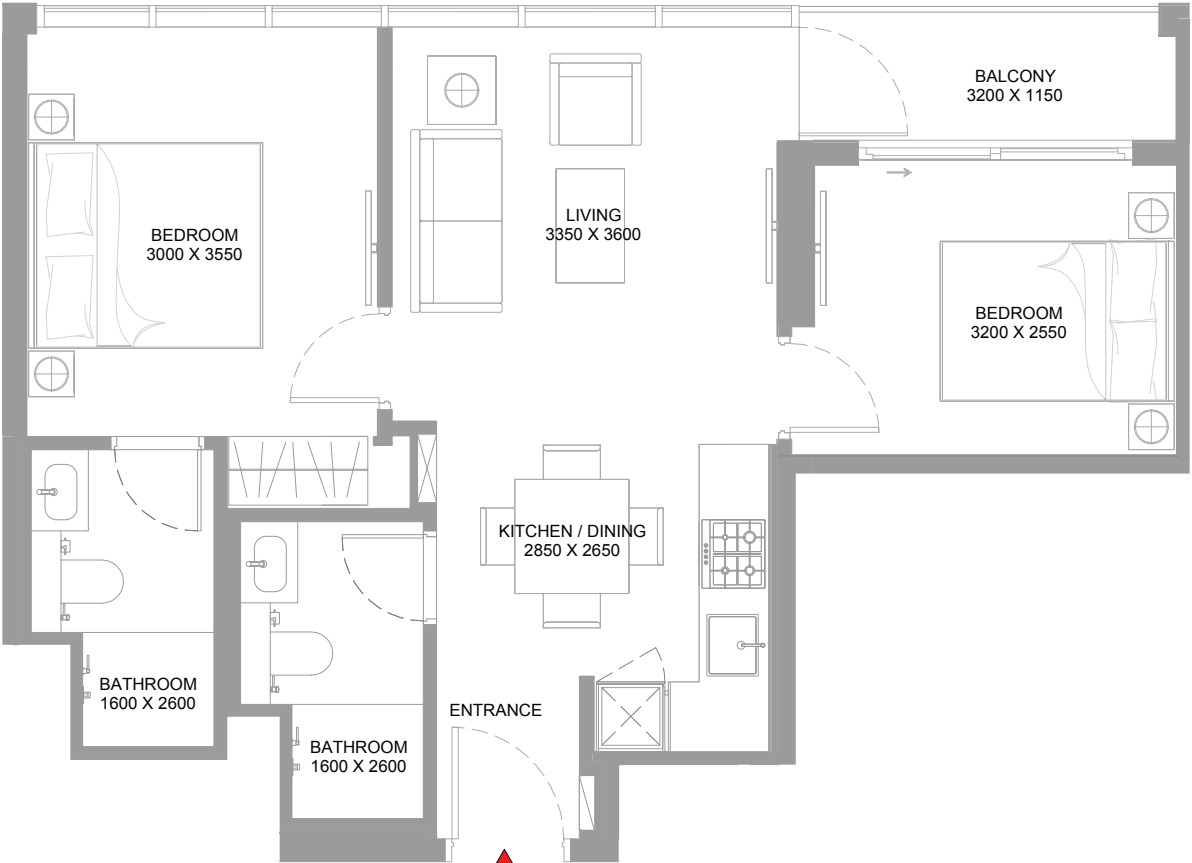 BALCONY
3200 X 1150
LIVING
3350 X 3600
BEDROOM
3000 X 3550
BEDROOM
3200 X 2550
KITCHEN / DINING
2850 X 2650
BATHROOM
1600 X 2600
ENTRANCE
BATHROOM
1600 X 2600